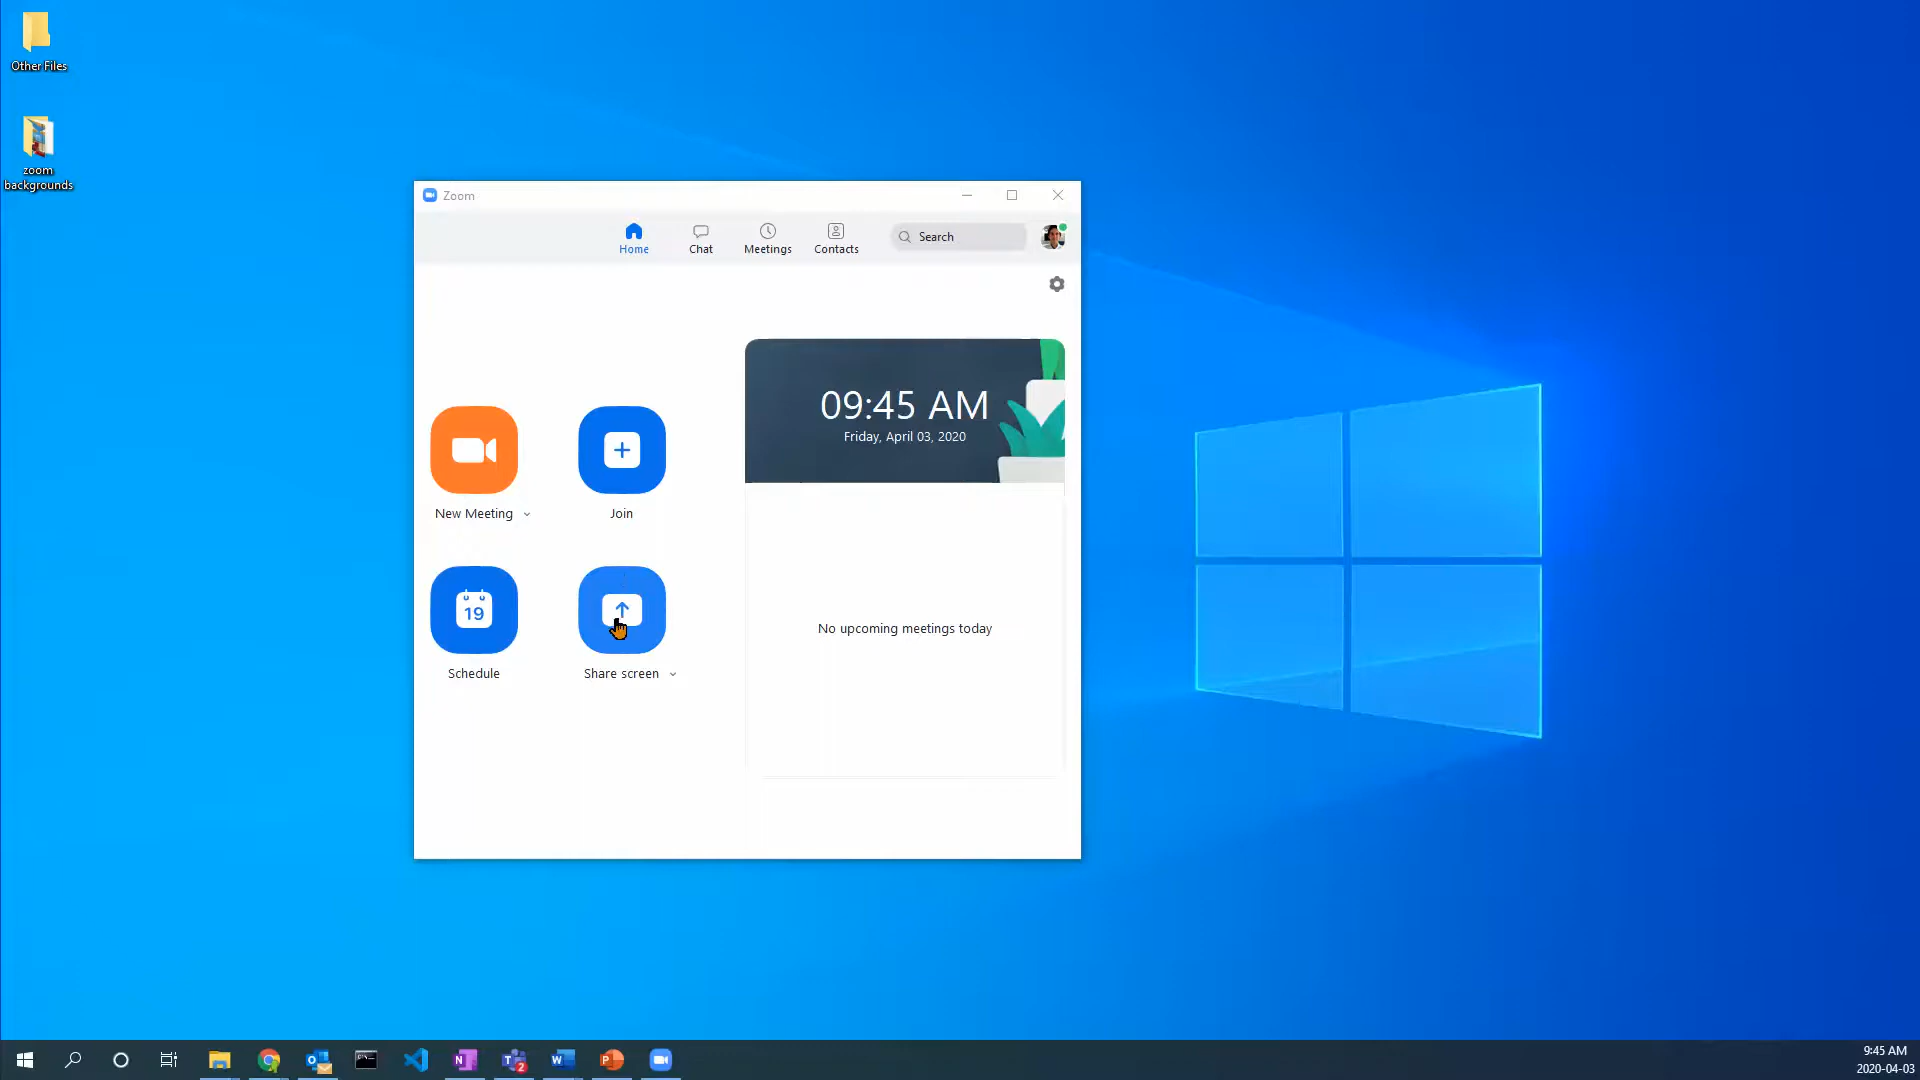 Other Files
zoom
backgrounds
Zoom
Home
Chat
Meetings
Contacts
Search
09:45 AM
Friday, April 03, 2020
New Meeting
Join
19
Schedule
Share screen
No upcoming meetings today
O
N
T
2
W
P
9:45 AM
2020-04-03